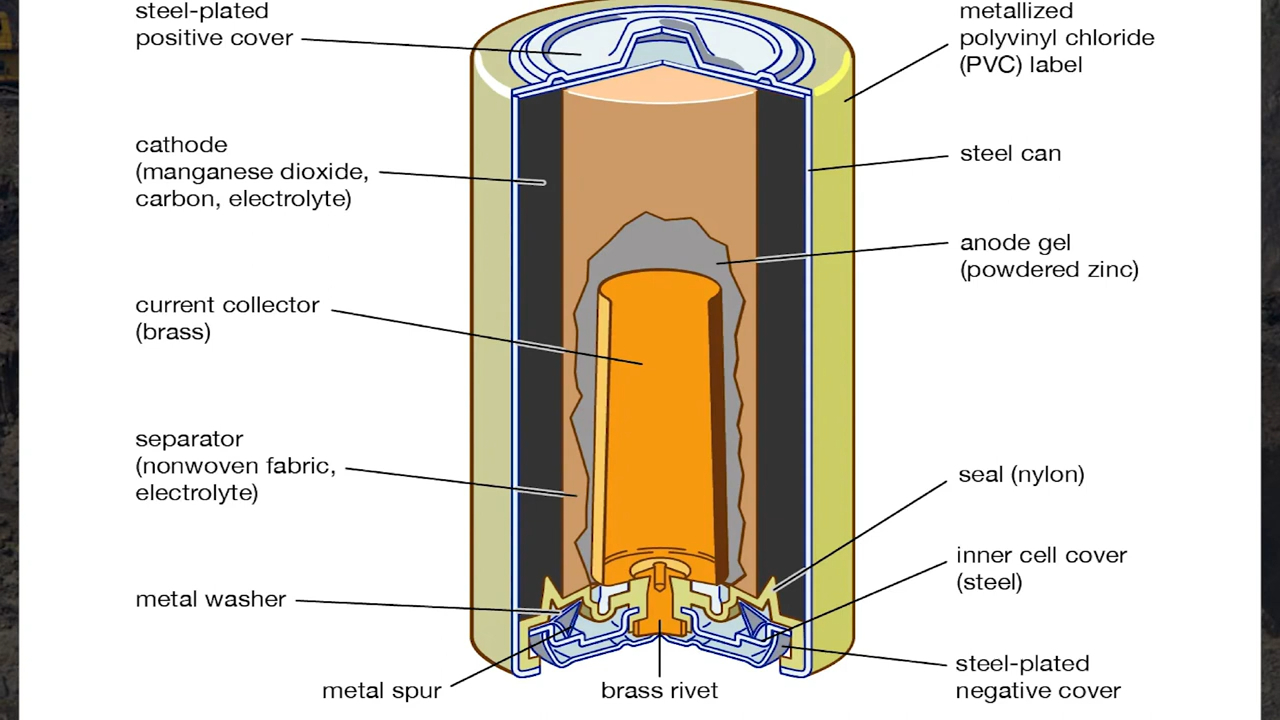 steel-plated
positive cover
cathode
(manganese dioxide,
carbon, electrolyte)
current collector
(brass)
separator
(nonwoven fabric,
electrolyte)
metal washer
metal spur
brass rivet
metallized
polyvinyl chloride
(PVC) label
steel can
anode gel
(powdered zinc)
seal (nylon)
inner cell cover
(steel)
steel-plated
negative cover